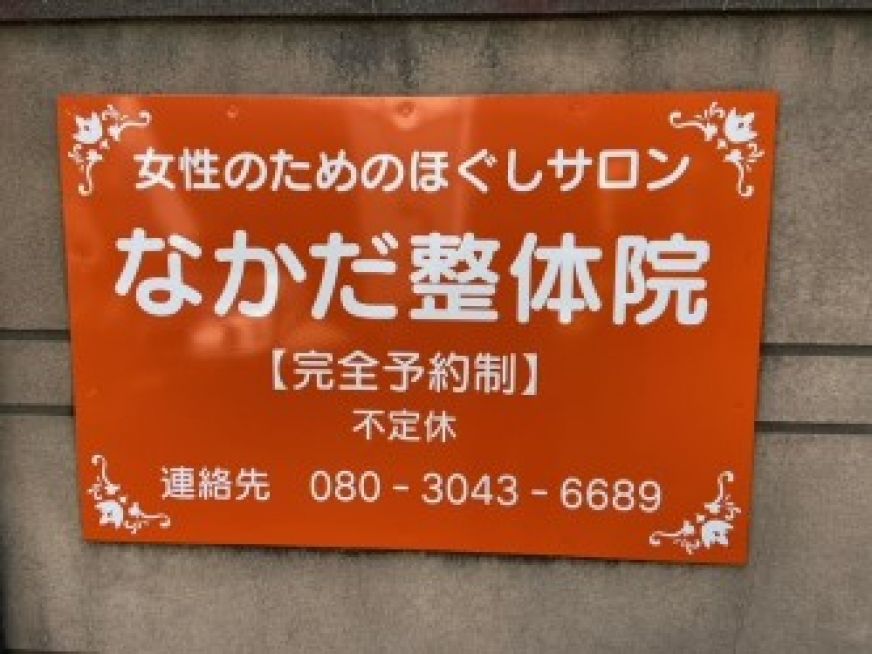 女性のためのほぐしサロン
なかだ整体院
【完全予約制】
不定休
連絡先　080 - 3043 - 6689